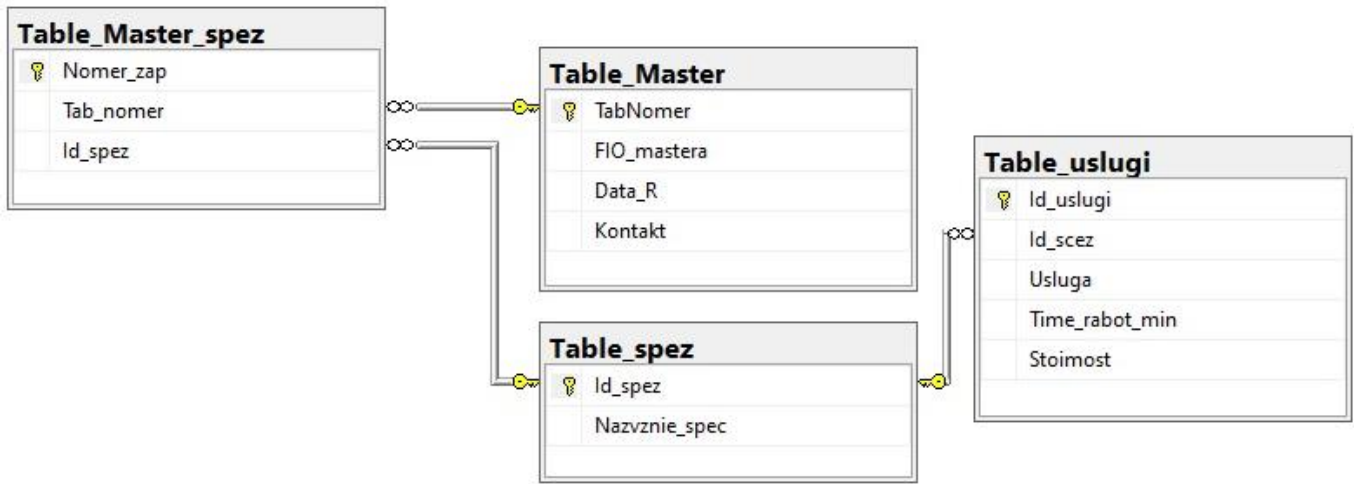 Table_Master_spez
Nomer_zap
Tab_nomer
Id_spez
Table_Master
TabNomer
FIO_mastera
Data_R
Kontakt
Table_spez
Id_spez
Nazvznie_spec
Table_uslugi
Id_uslugi
Id_scez
Usluga
Time_rabot_min
Stoimost